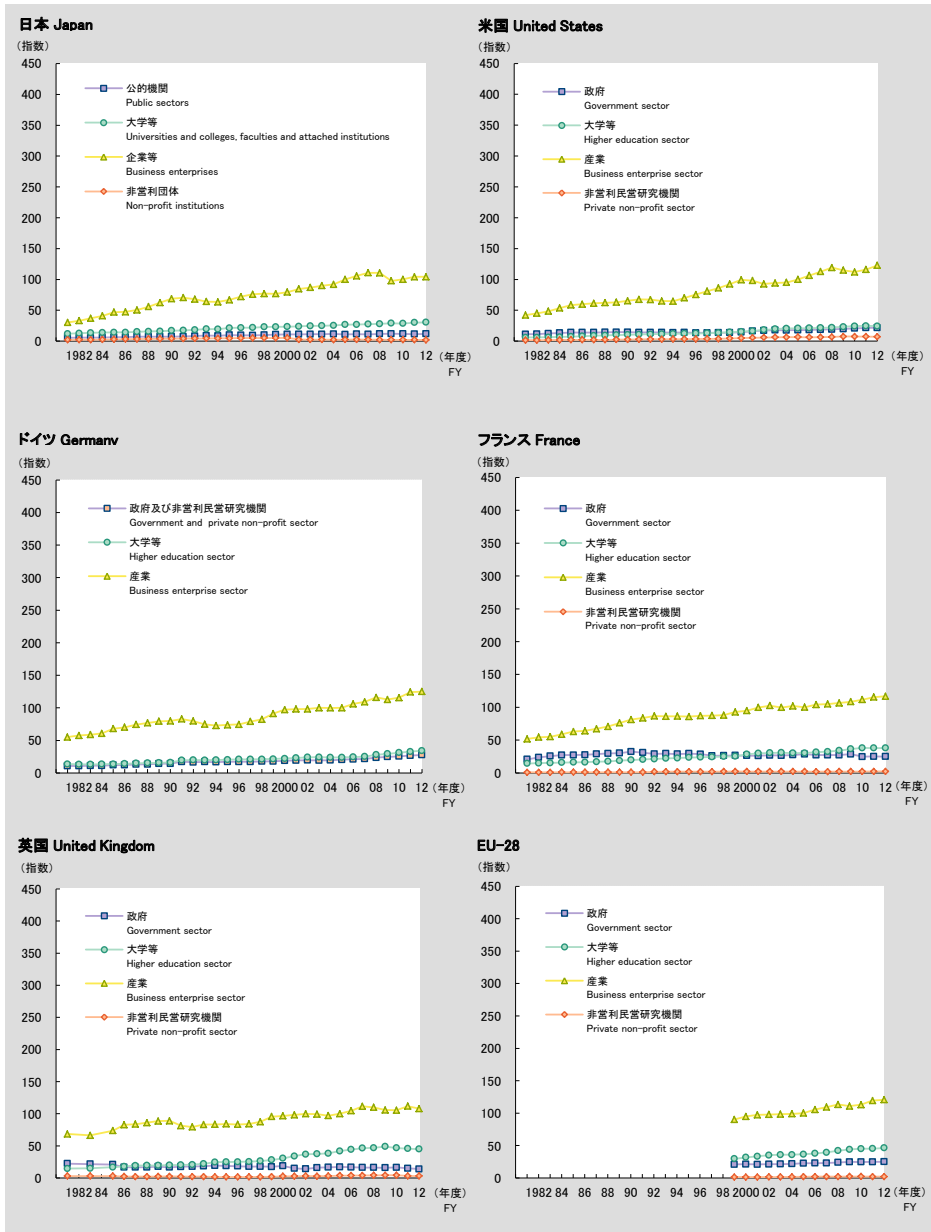 日本 Japan
（指数）
450
400
350
300
250
200
150
100
50
0
公的機関
Public sectors
大学等
Universities and colleges, faculties and attached institutions
企業等
Business enterprises
非営利団体
Non-profit institutions
1982 84 86 88 90 92 94 96 98 2000 02 04 06 08 10 12 （年度）
FY
米国 United States
（指数）
450
400
350
300
250
200
150
100
50
0
政府
Government sector
大学等
Higher education sector
産業
Business enterprise sector
非営利民営研究機関
Private non-profit sector
1982 84 86 88 90 92 94 96 98 2000 02 04 06 08 10 12 （年度）
FY
ドイツ Germanv
（指数）
450
400
350
300
250
200
150
100
50
0
政府及び非営利民営研究機関
Government and private non-profit sector
大学等
Higher education sector
産業
Business enterprise sector
1982 84 86 88 90 92 94 96 98 2000 02 04 06 08 10 12 （年度）
FY
フランス France
（指数）
450
400
350
300
250
200
150
100
50
0
政府
Government sector
大学等
Higher education sector
産業
Business enterprise sector
非営利民営研究機関
Private non-profit sector
1982 84 86 88 90 92 94 96 98 2000 02 04 06 08 10 12 （年度）
FY
英国 United Kingdom
（指数）
450
400
350
300
250
200
150
100
50
0
政府
Government sector
大学等
Higher education sector
産業
Business enterprise sector
非営利民営研究機関
Private non-profit sector
1982 84 86 88 90 92 94 96 98 2000 02 04 06 08 10 12 （年度）
FY
EU-28
（指数）
450
400
350
300
250
200
150
100
50
0
政府
Government sector
大学等
Higher education sector
産業
Business enterprise sector
非営利民営研究機関
Private non-profit sector
1982 84 86 88 90 92 94 96 98 2000 02 04 06 08 10 12 （年度）
FY